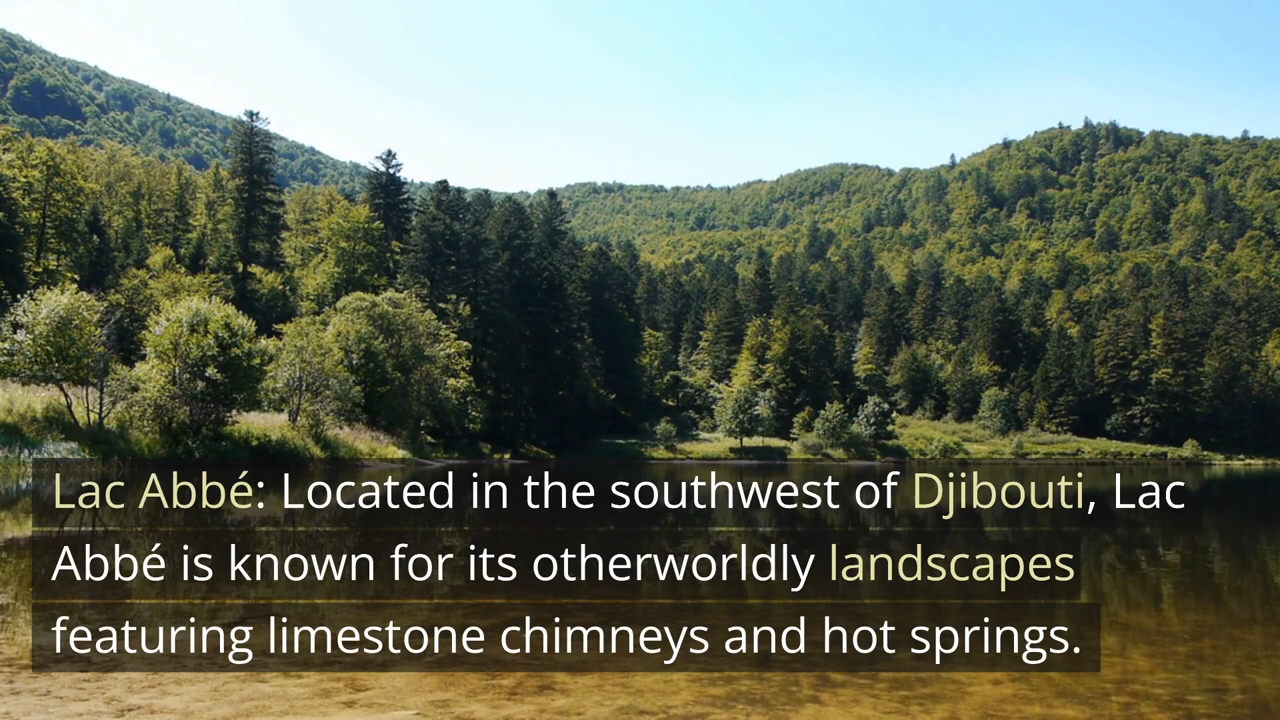 Lac Abbé: Located in the southwest of Djibouti, Lac
Abbé is known for its otherworldly landscapes
featuring limestone chimneys and hot springs.